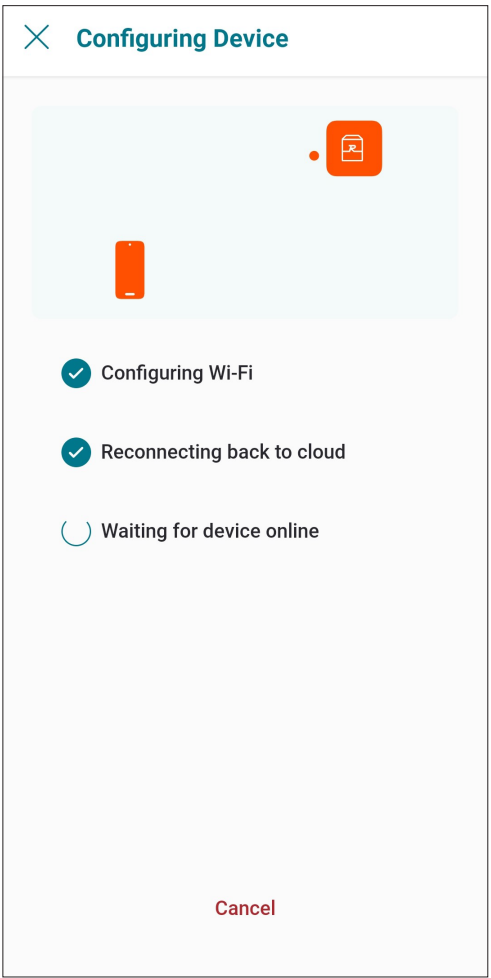 Configuring Device
Configuring Wi-Fi
Reconnecting back to cloud
Waiting for device online
Cancel